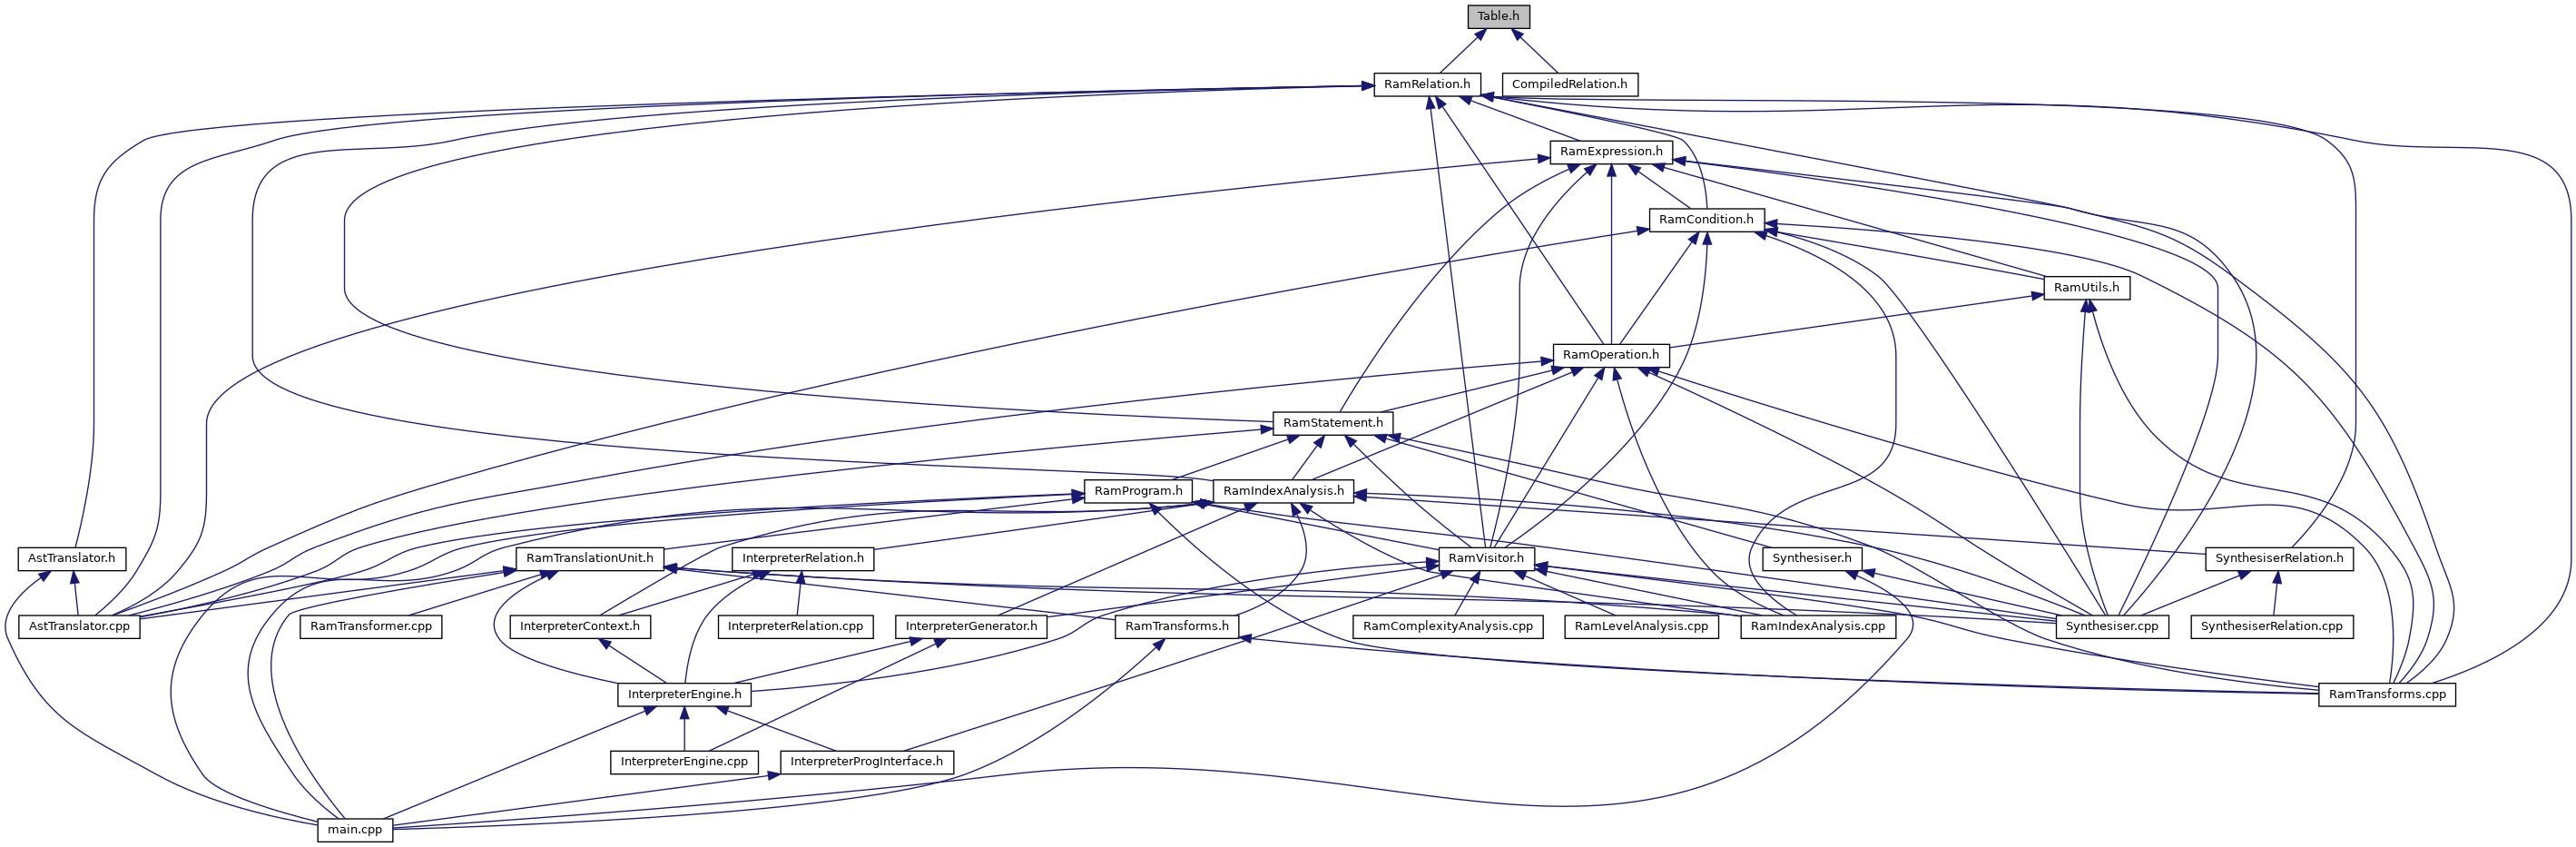 Table.h
RamRelation.h
CompiledRelation.h
RamExpression.h
RamCondition.h
RamUtils.h
RamOperation.h
RamStatement.h
RamProgram.h
RamIndexAnalysis.h
AstTranslator.h
RamTranslationUnit.h
InterpreterRelation.h
RamVisitor.h
Synthesiser.h
SynthesiserRelation.h
AstTranslator.cpp
RamTransformer.cpp
InterpreterContext.h
InterpreterRelation.cpp
InterpreterGenerator.h
RamTransforms.h
RamComplexityAnalysis.cpp
RamLevelAnalysis.cpp
RamIndexAnalysis.cpp
Synthesiser.cpp
SynthesiserRelation.cpp
InterpreterEngine.h
RamTransforms.cpp
InterpreterEngine.cpp
InterpreterProgInterface.h
main.cpp